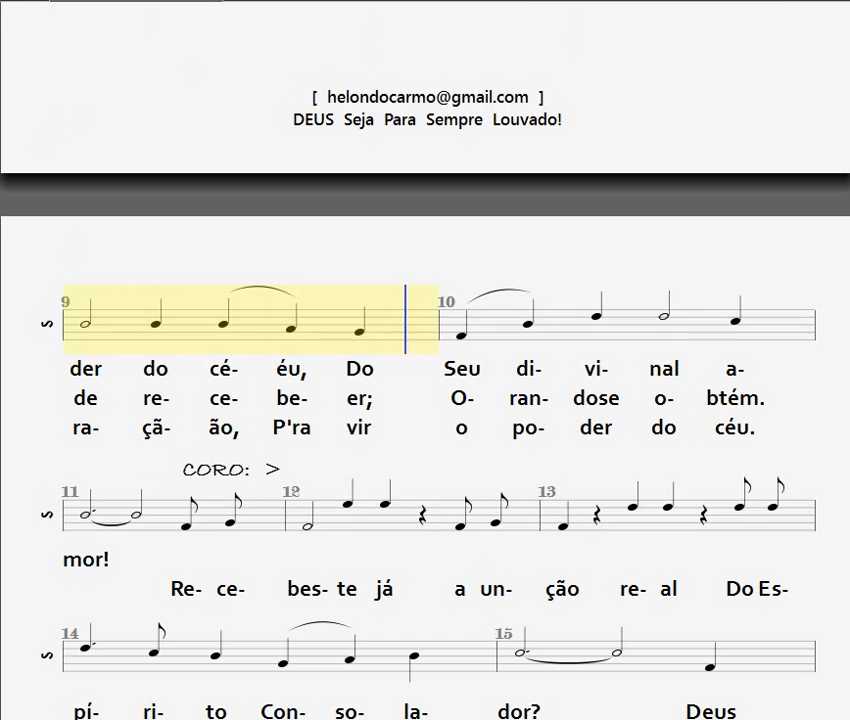 [ helondocarmo@gmail.com ]
DEUS Seja Para Sempre Louvado!
9 10
S
der do cé- éu, Do Seu di- vi- nal a-
de re- ce- be- er; O- ran- dose o- btém.
ra- çã- ão, P'ra vir o po- der do céu.
CORO: >
11 12 13
S
mor!
Re- ce- bes- te já a un- ção re- al Do Es-
14 15
S
pí- ri- to Con- so- la- dor? Deus